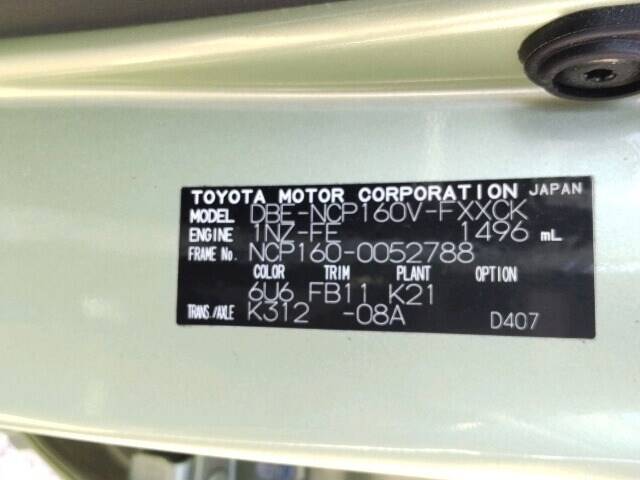 TOYOTA MOTOR CORPORATION JAPAN
MODEL DBE-NCP160V-FXXCK
ENGINE 1NZ-FE 1496 mL
FRAME No. NCP160-0052788
COLOR TRIM PLANT OPTION
6U6 FB11 K21
TRANS./AXLE K312 -08A D407